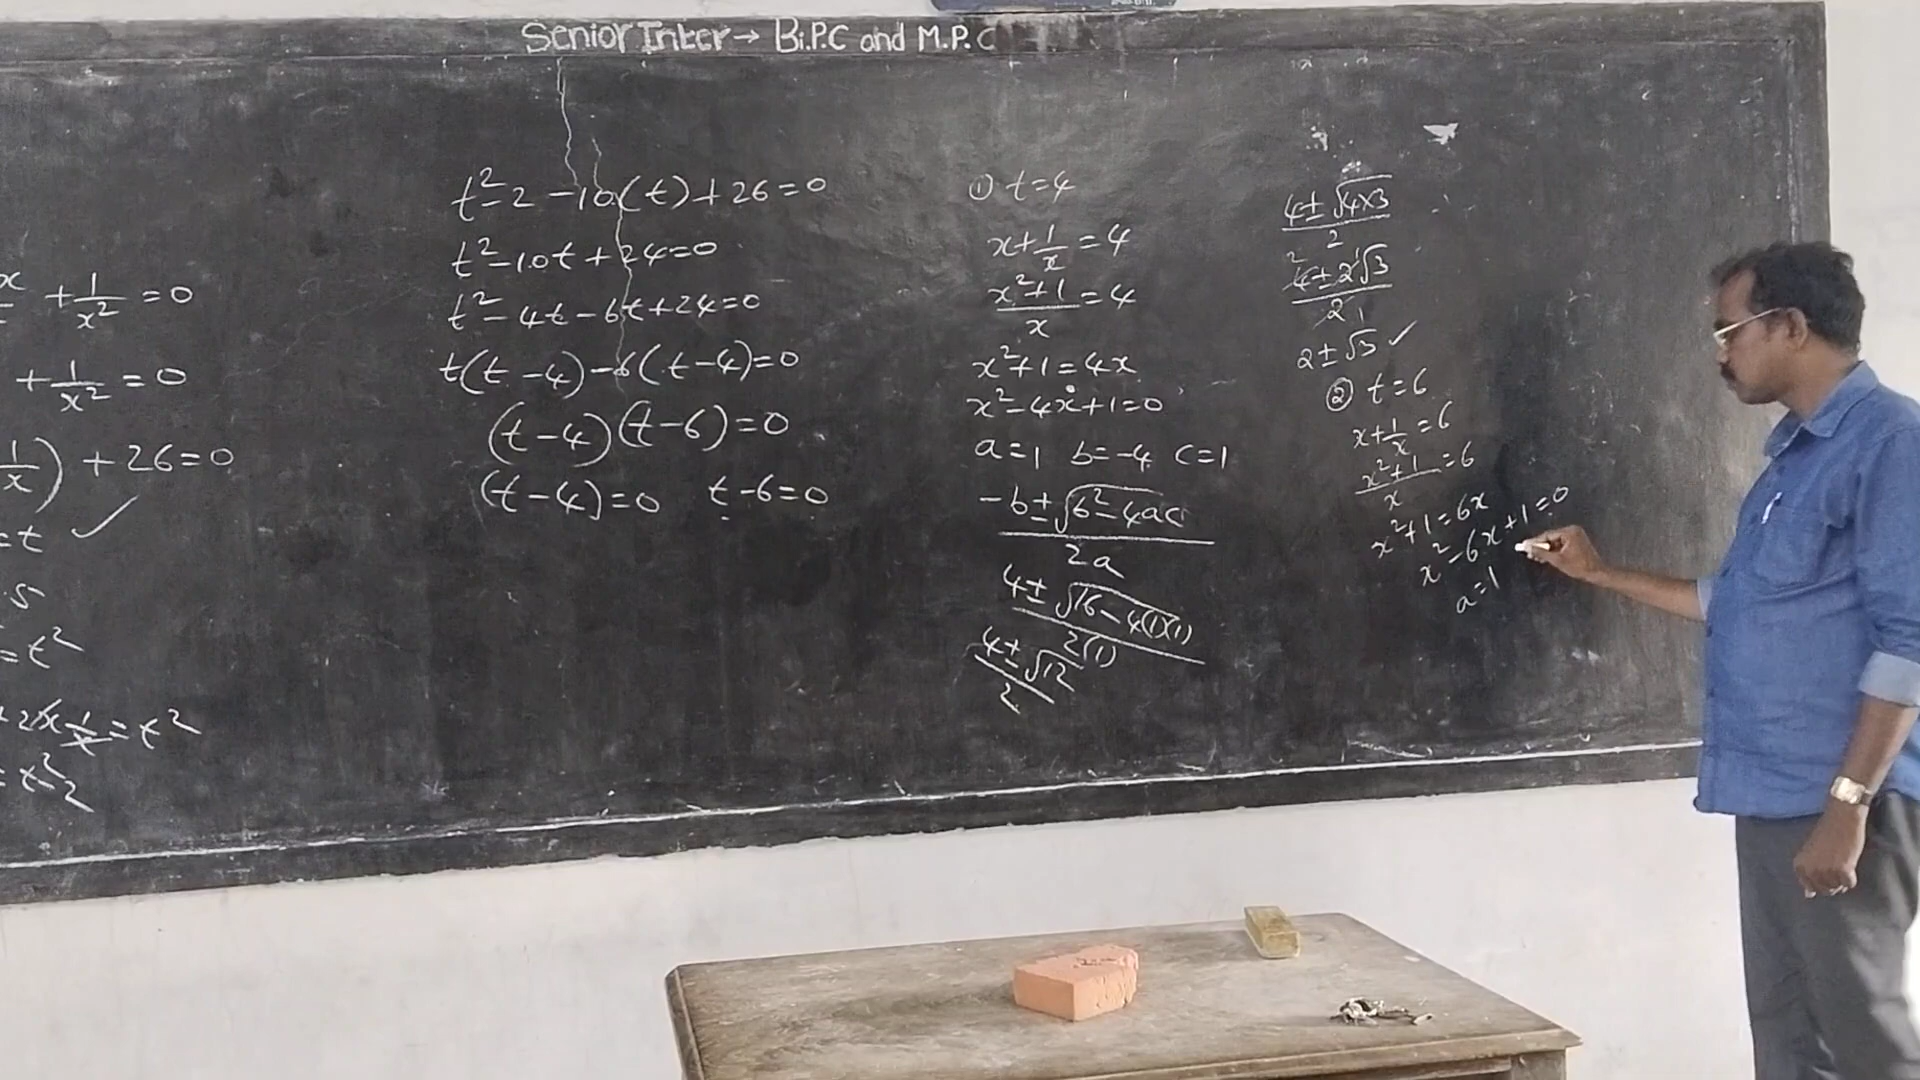 Senior Inter → Bi.P.C and M.P.C
x + 1/x² = 0
+ 1/x² = 0
1/x) + 26 = 0
= t ✓
= t²
+ 2x 1/x = t²
= t² - 2
t² - 2 - 10(t) + 26 = 0
t² - 10t + 24 = 0
t² - 4t - 6t + 24 = 0
t(t - 4) - 6(t - 4) = 0
(t - 4)(t - 6) = 0
(t - 4) = 0 t - 6 = 0
① t = 4
x + 1/x = 4
x² + 1 / x = 4
x² + 1 = 4x
x² - 4x + 1 = 0
a = 1 b = -4 c = 1
-b ± √b² - 4ac / 2a
4 ± √16 - 4(1)(1) / 2(1)
4 ± √12 / 2
4 ± √4×3 / 2
2 4 ± 2 1 √3 / 2 1
2 ± √3 ✓
② t = 6
x + 1/x = 6
x² + 1 / x = 6
x² + 1 = 6x
x² - 6x + 1 = 0
a = 1